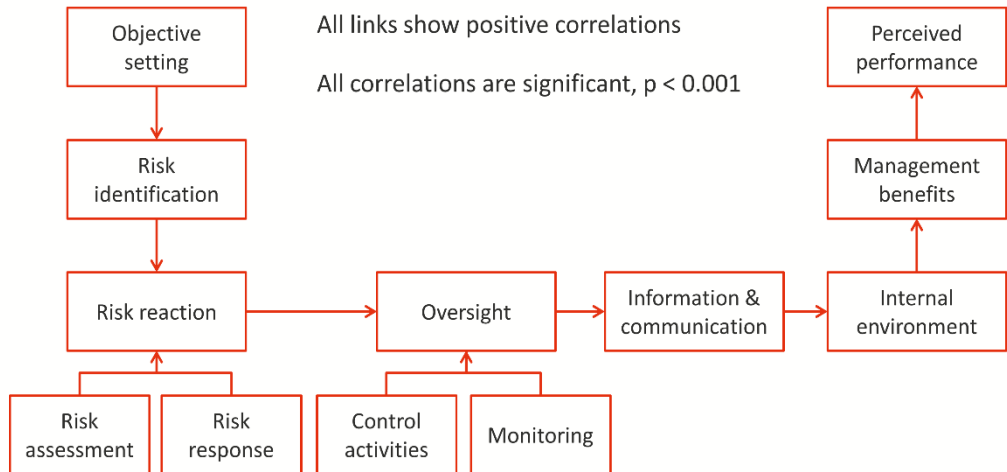 Objective
setting
All links show positive correlations
All correlations are significant, p < 0.001
Perceived
performance
Risk
identification
Management
benefits
Risk reaction
Oversight
Information &
communication
Internal
environment
Risk
assessment
Risk
response
Control
activities
Monitoring